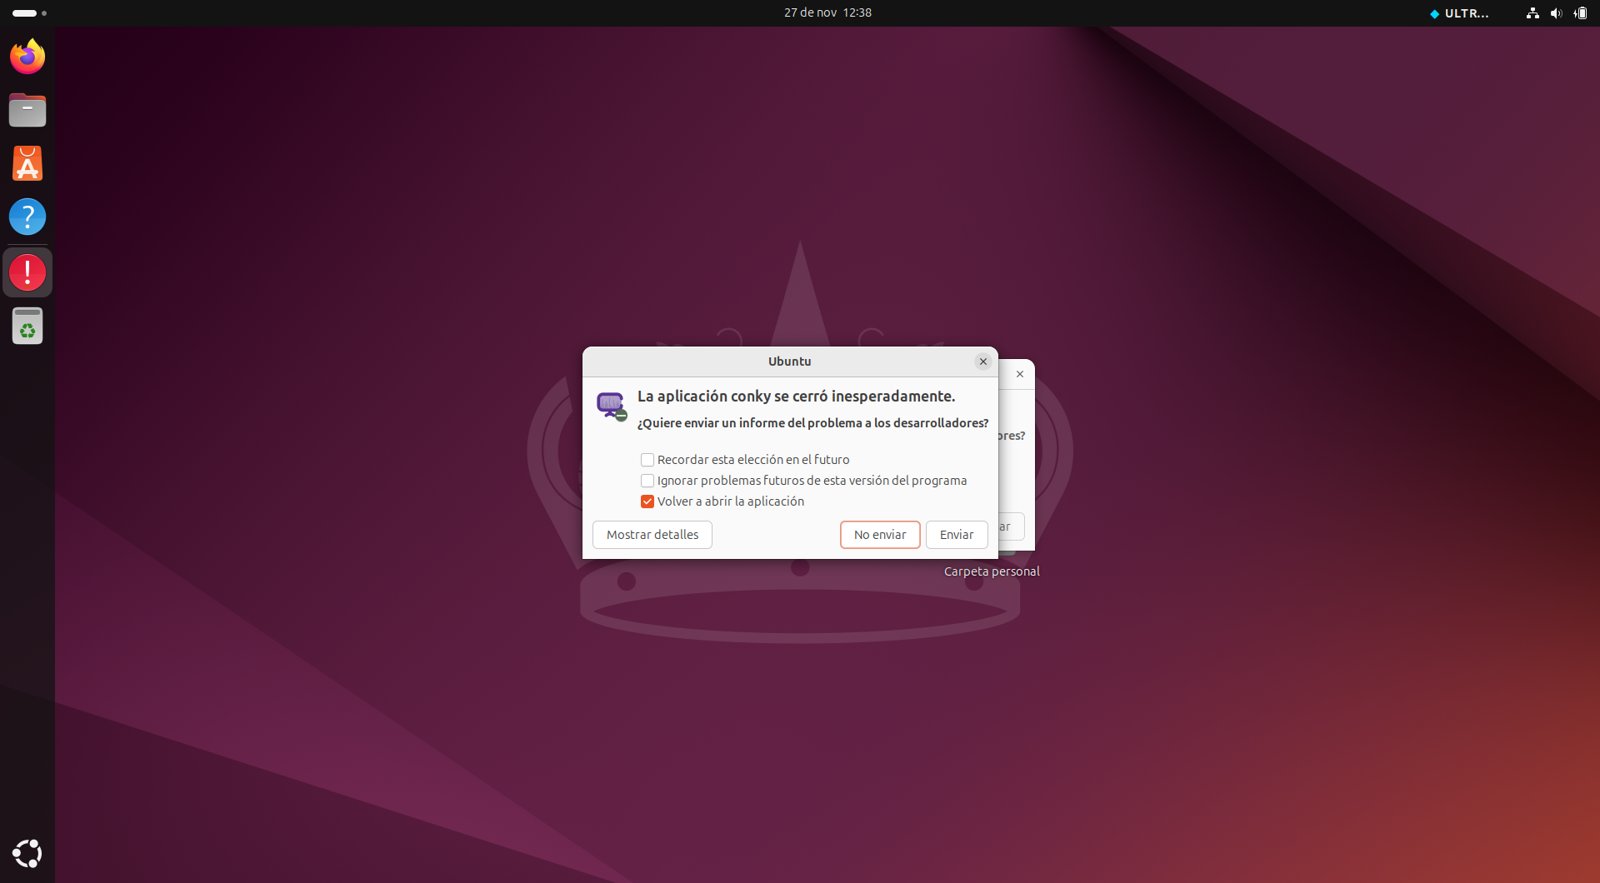 27 de nov 12:38
ULTR...
Ubuntu
La aplicación conky se cerró inesperadamente.
¿Quiere enviar un informe del problema a los desarrolladores?
ores?
Recordar esta elección en el futuro
Ignorar problemas futuros de esta versión del programa
Volver a abrir la aplicación
Mostrar detalles
No enviar
Enviar
ar
Carpeta personal